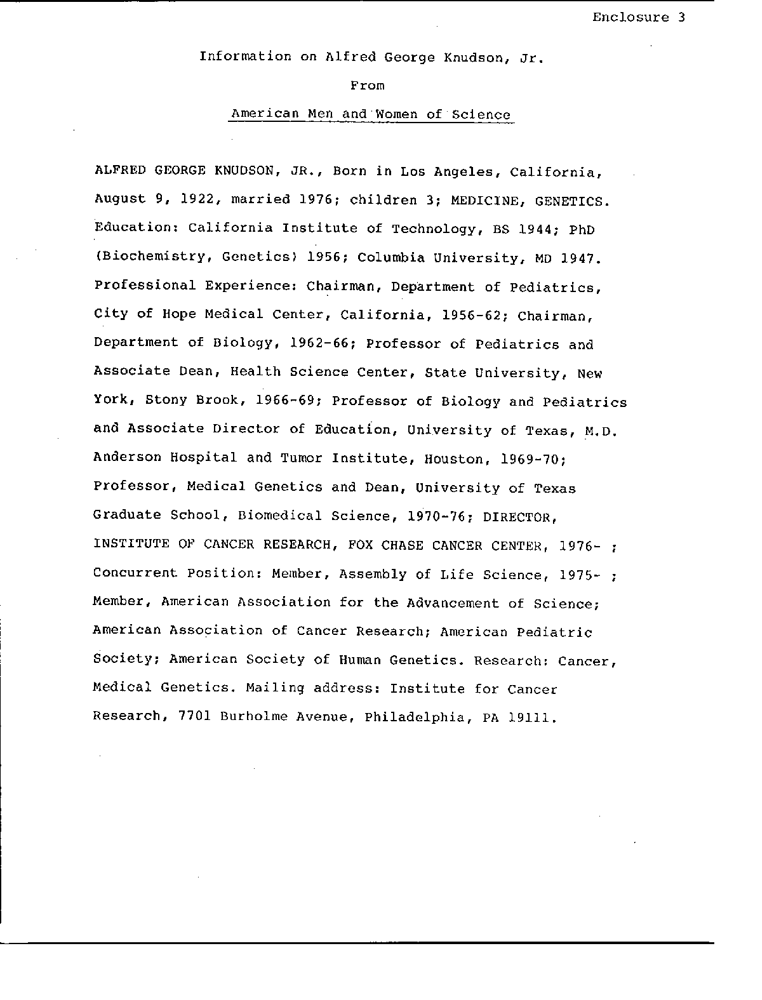 Enclosure 3
Information on Alfred George Knudson, Jr.
From
American Men and Women of Science
ALFRED GEORGE KNUDSON, JR., Born in Los Angeles, California,
August 9, 1922, married 1976; children 3; MEDICINE, GENETICS.
Education: California Institute of Technology, BS 1944; PhD
(Biochemistry, Genetics) 1956; Columbia University, MD 1947.
Professional Experience: Chairman, Department of Pediatrics,
City of Hope Medical Center, California, 1956-62; Chairman,
Department of Biology, 1962-66; Professor of Pediatrics and
Associate Dean, Health Science Center, State University, New
York, Stony Brook, 1966-69; Professor of Biology and Pediatrics
and Associate Director of Education, University of Texas, M.D.
Anderson Hospital and Tumor Institute, Houston, 1969-70;
Professor, Medical Genetics and Dean, University of Texas
Graduate School, Biomedical Science, 1970-76; DIRECTOR,
INSTITUTE OF CANCER RESEARCH, FOX CHASE CANCER CENTER, 1976- ;
Concurrent Position: Member, Assembly of Life Science, 1975- ;
Member, American Association for the Advancement of Science;
American Association of Cancer Research; American Pediatric
Society; American Society of Human Genetics. Research: Cancer,
Medical Genetics. Mailing address: Institute for Cancer
Research, 7701 Burholme Avenue, Philadelphia, PA 19111.